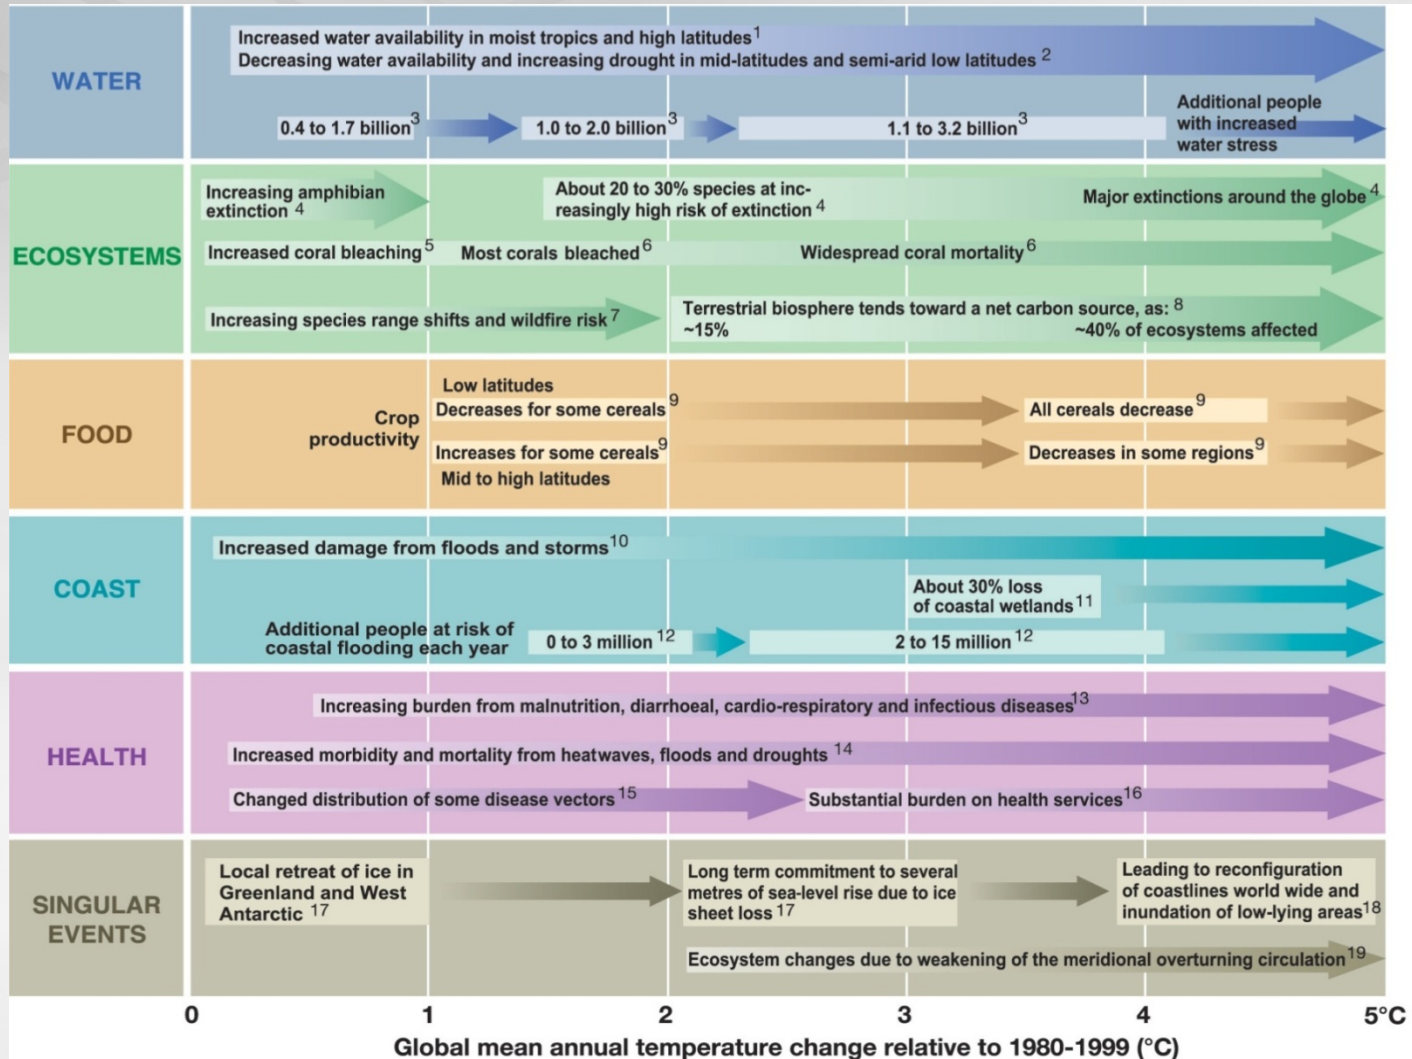 WATER
Increased water availability in moist tropics and high latitudes 1
Decreasing water availability and increasing drought in mid-latitudes and semi-arid low latitudes 2
0.4 to 1.7 billion 3
1.0 to 2.0 billion 3
1.1 to 3.2 billion 3
Additional people
with increased
water stress
ECOSYSTEMS
Increasing amphibian
extinction 4
About 20 to 30% species at inc-
reasingly high risk of extinction 4
Major extinctions around the globe 4
Increased coral bleaching 5
Most corals bleached 6
Widespread coral mortality 6
Increasing species range shifts and wildfire risk 7
Terrestrial biosphere tends toward a net carbon source, as: 8
~15%
~40% of ecosystems affected
FOOD
Crop
productivity
Low latitudes
Decreases for some cereals 9
All cereals decrease 9
Increases for some cereals 9
Decreases in some regions 9
Mid to high latitudes
COAST
Increased damage from floods and storms 10
About 30% loss
of coastal wetlands 11
Additional people at risk of
coastal flooding each year
0 to 3 million 12
2 to 15 million 12
HEALTH
Increasing burden from malnutrition, diarrhoeal, cardio-respiratory and infectious diseases 13
Increased morbidity and mortality from heatwaves, floods and droughts 14
Changed distribution of some disease vectors 15
Substantial burden on health services 16
SINGULAR
EVENTS
Local retreat of ice in
Greenland and West
Antarctic 17
Long term commitment to several
metres of sea-level rise due to ice
sheet loss 17
Leading to reconfiguration
of coastlines world wide and
inundation of low-lying areas 18
Ecosystem changes due to weakening of the meridional overturning circulation 19
0 1 2 3 4 5°C
Global mean annual temperature change relative to 1980-1999 (°C)